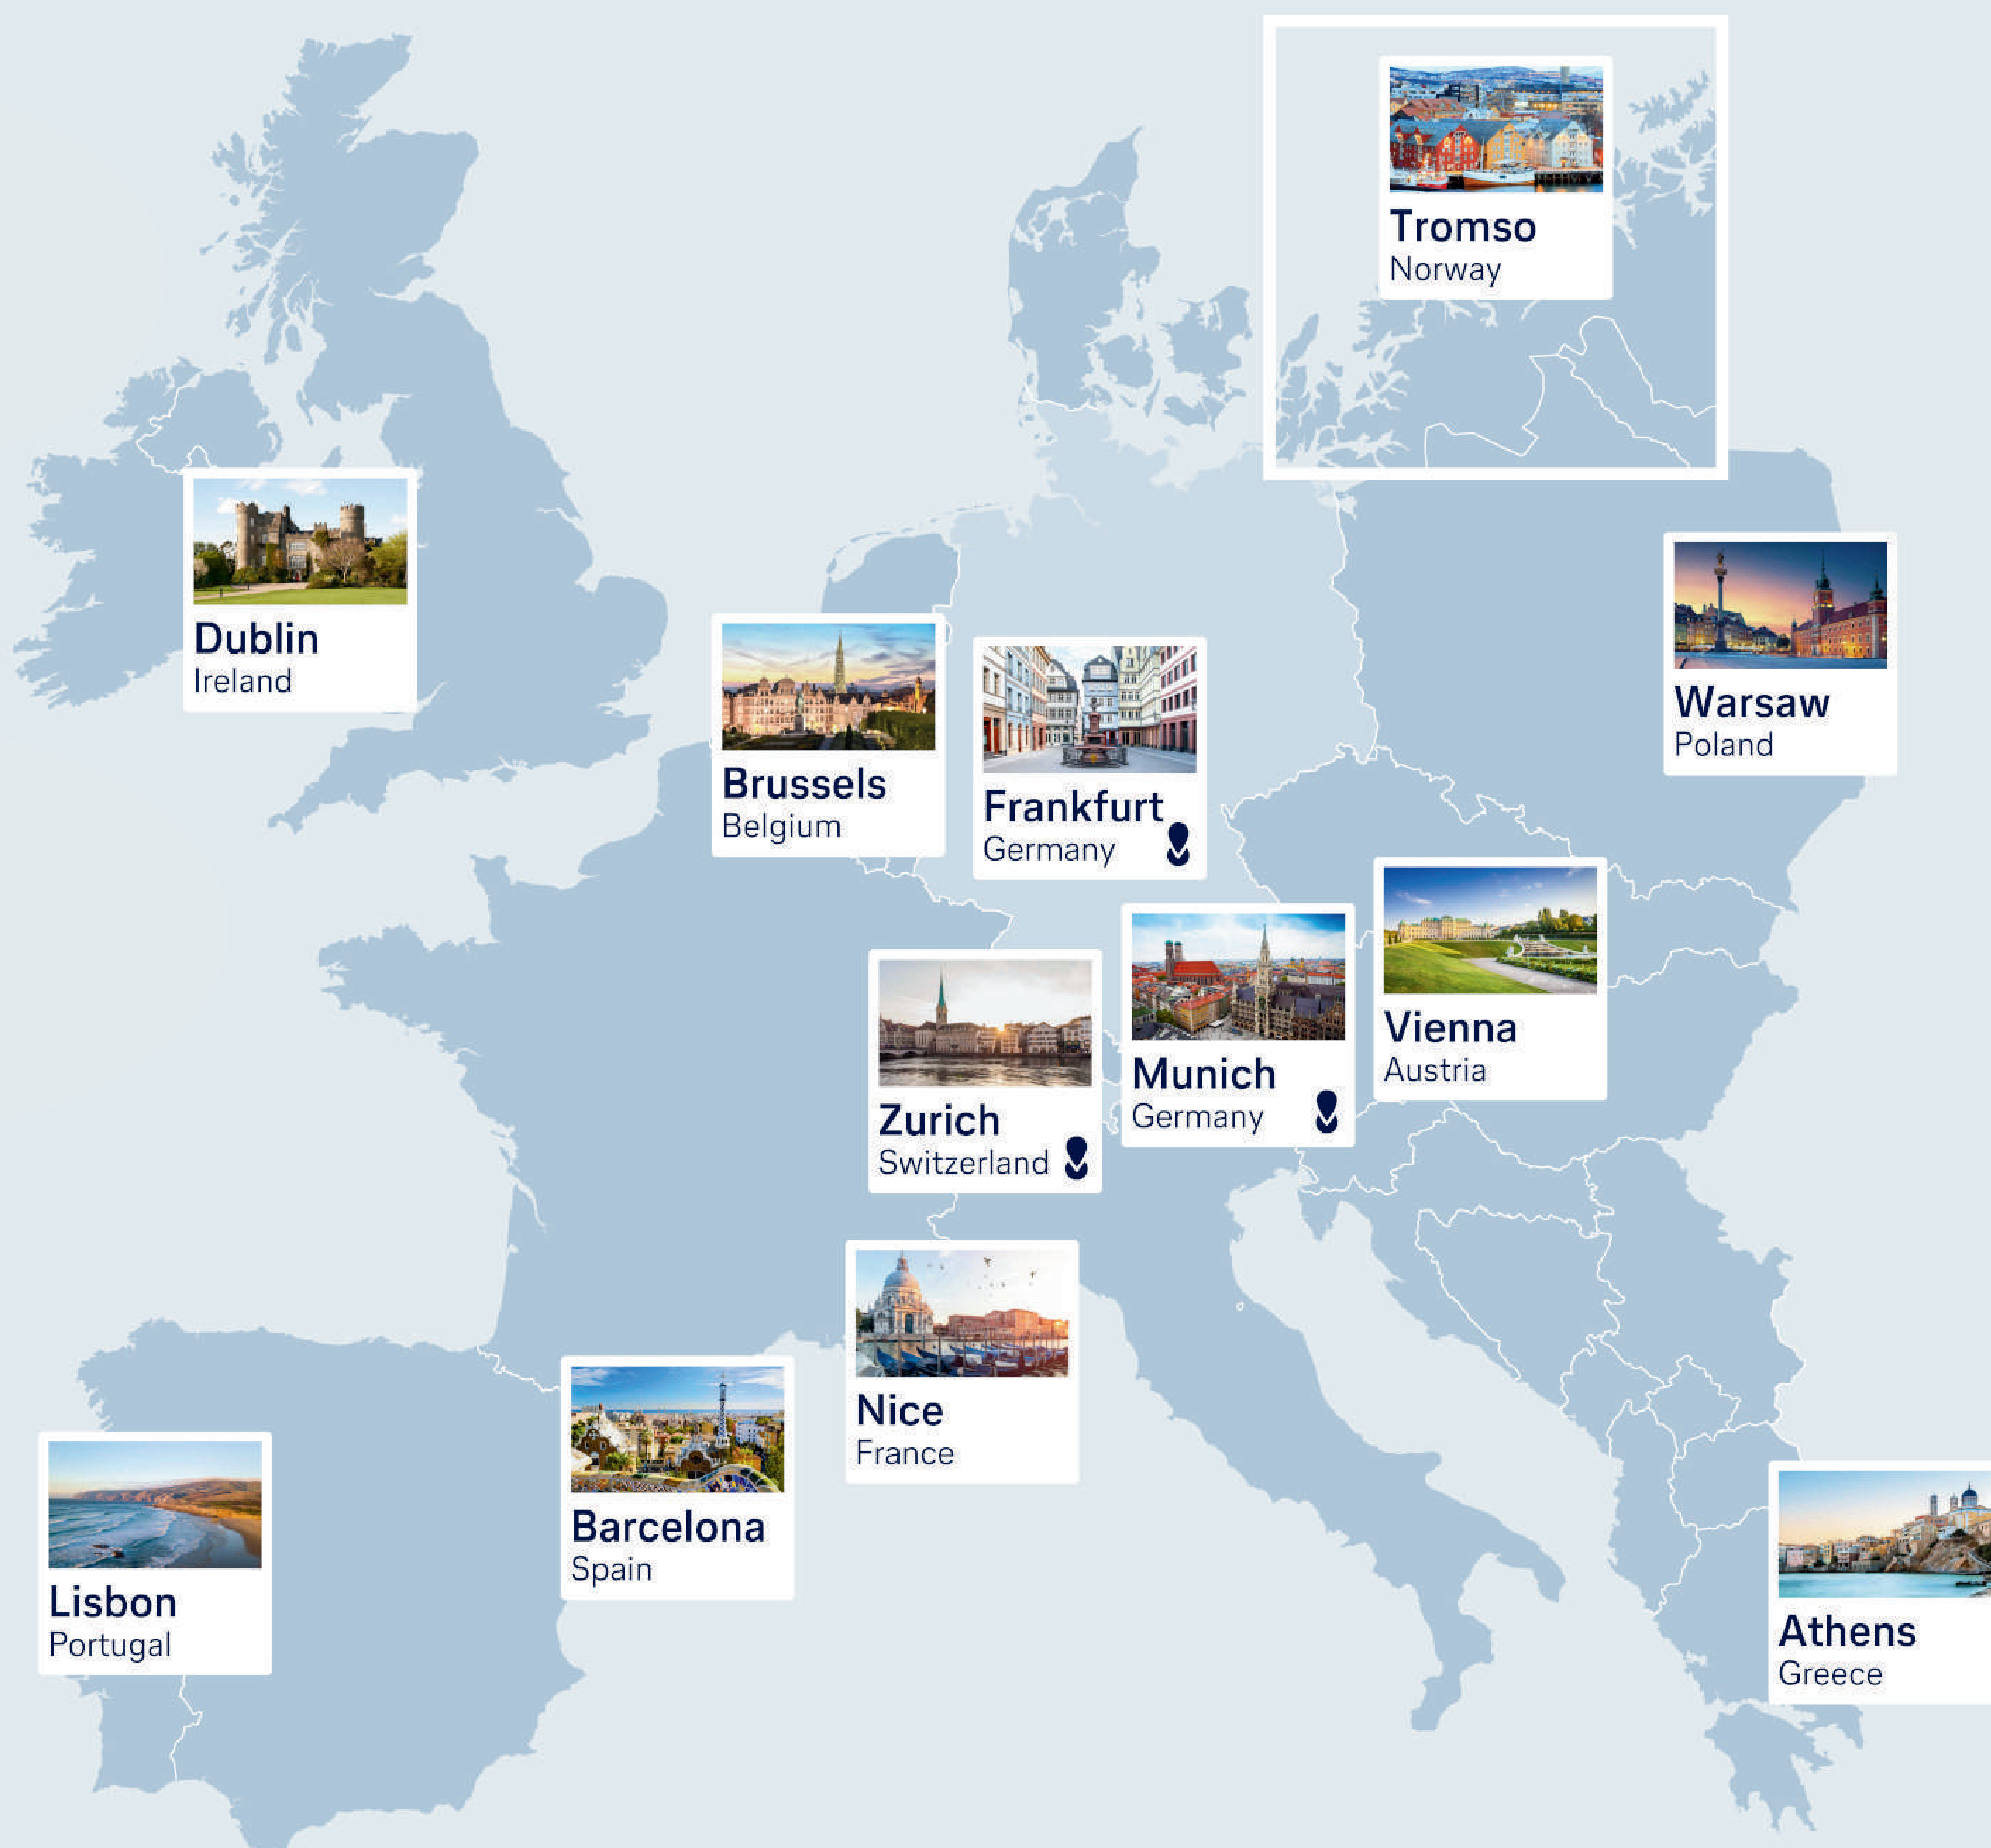 Tromso
Norway
Dublin
Ireland
Warsaw
Poland
Brussels
Belgium
Frankfurt
Germany
Vienna
Austria
Munich
Germany
Zurich
Switzerland
Nice
France
Barcelona
Spain
Lisbon
Portugal
Athens
Greece